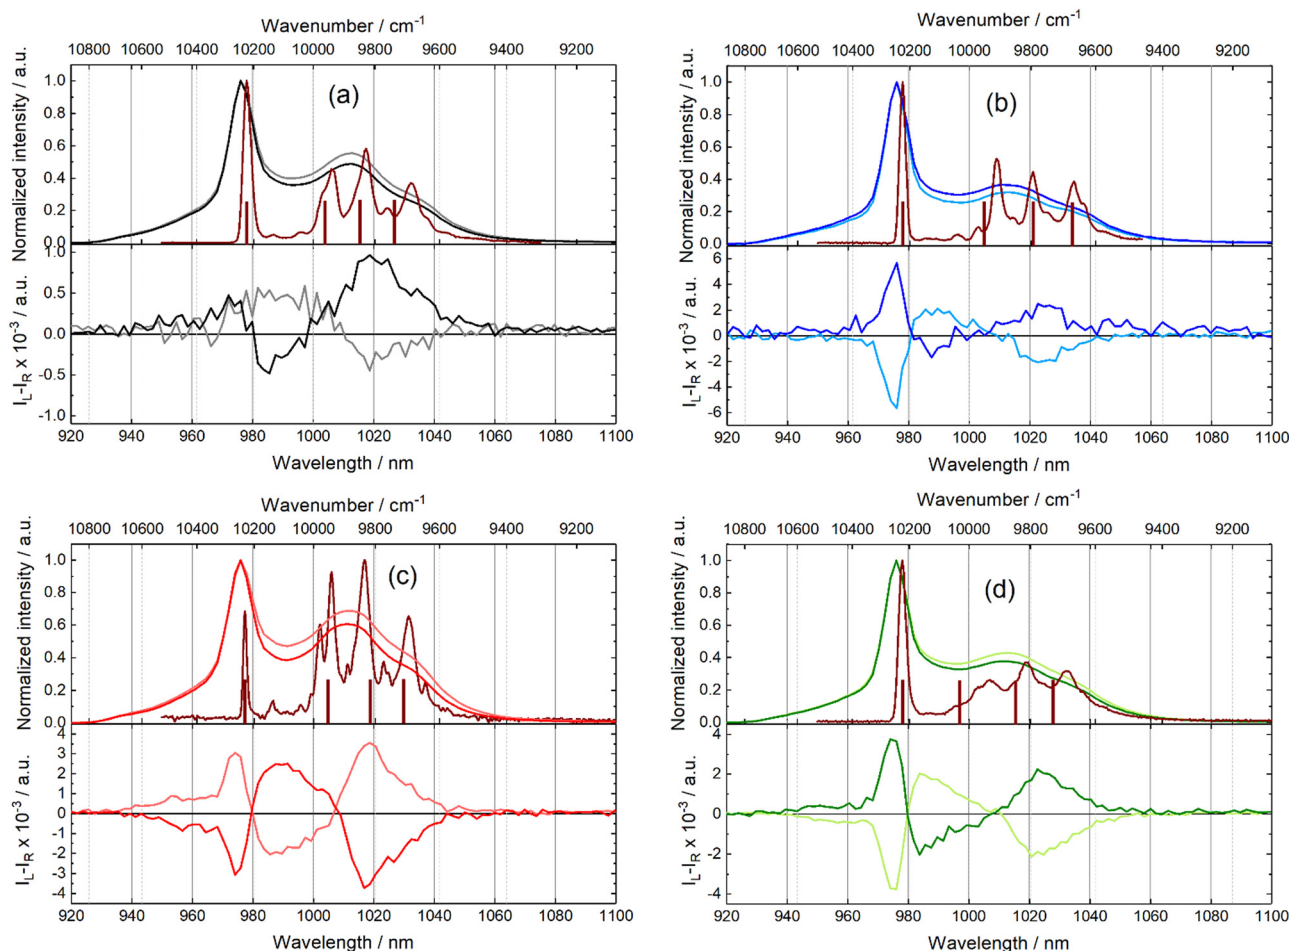 Wavenumber / cm-1
10800 10600 10400 10200 10000 9800 9600 9400 9200
Normalized intensity / a.u.
1.0
0.8
0.6
0.4
0.2
0.0
(a)
IL-IR x 10-3 / a.u.
1.0
0.5
0.0
-0.5
-1.0
920 940 960 980 1000 1020 1040 1060 1080 1100
Wavelength / nm
Wavenumber / cm-1
10800 10600 10400 10200 10000 9800 9600 9400 9200
Normalized intensity / a.u.
1.0
0.8
0.6
0.4
0.2
0.0
(b)
IL-IR x 10-3 / a.u.
6
4
2
0
-2
-4
-6
920 940 960 980 1000 1020 1040 1060 1080 1100
Wavelength / nm
Wavenumber / cm-1
10800 10600 10400 10200 10000 9800 9600 9400 9200
Normalized intensity / a.u.
1.0
0.8
0.6
0.4
0.2
0.0
(c)
IL-IR x 10-3 / a.u.
4
3
2
1
0
-1
-2
-3
-4
920 940 960 980 1000 1020 1040 1060 1080 1100
Wavelength / nm
Wavenumber / cm-1
10800 10600 10400 10200 10000 9800 9600 9400 9200
Normalized intensity / a.u.
1.0
0.8
0.6
0.4
0.2
0.0
(d)
IL-IR x 10-3 / a.u.
4
2
0
-2
-4
920 940 960 980 1000 1020 1040 1060 1080 1100
Wavelength / nm